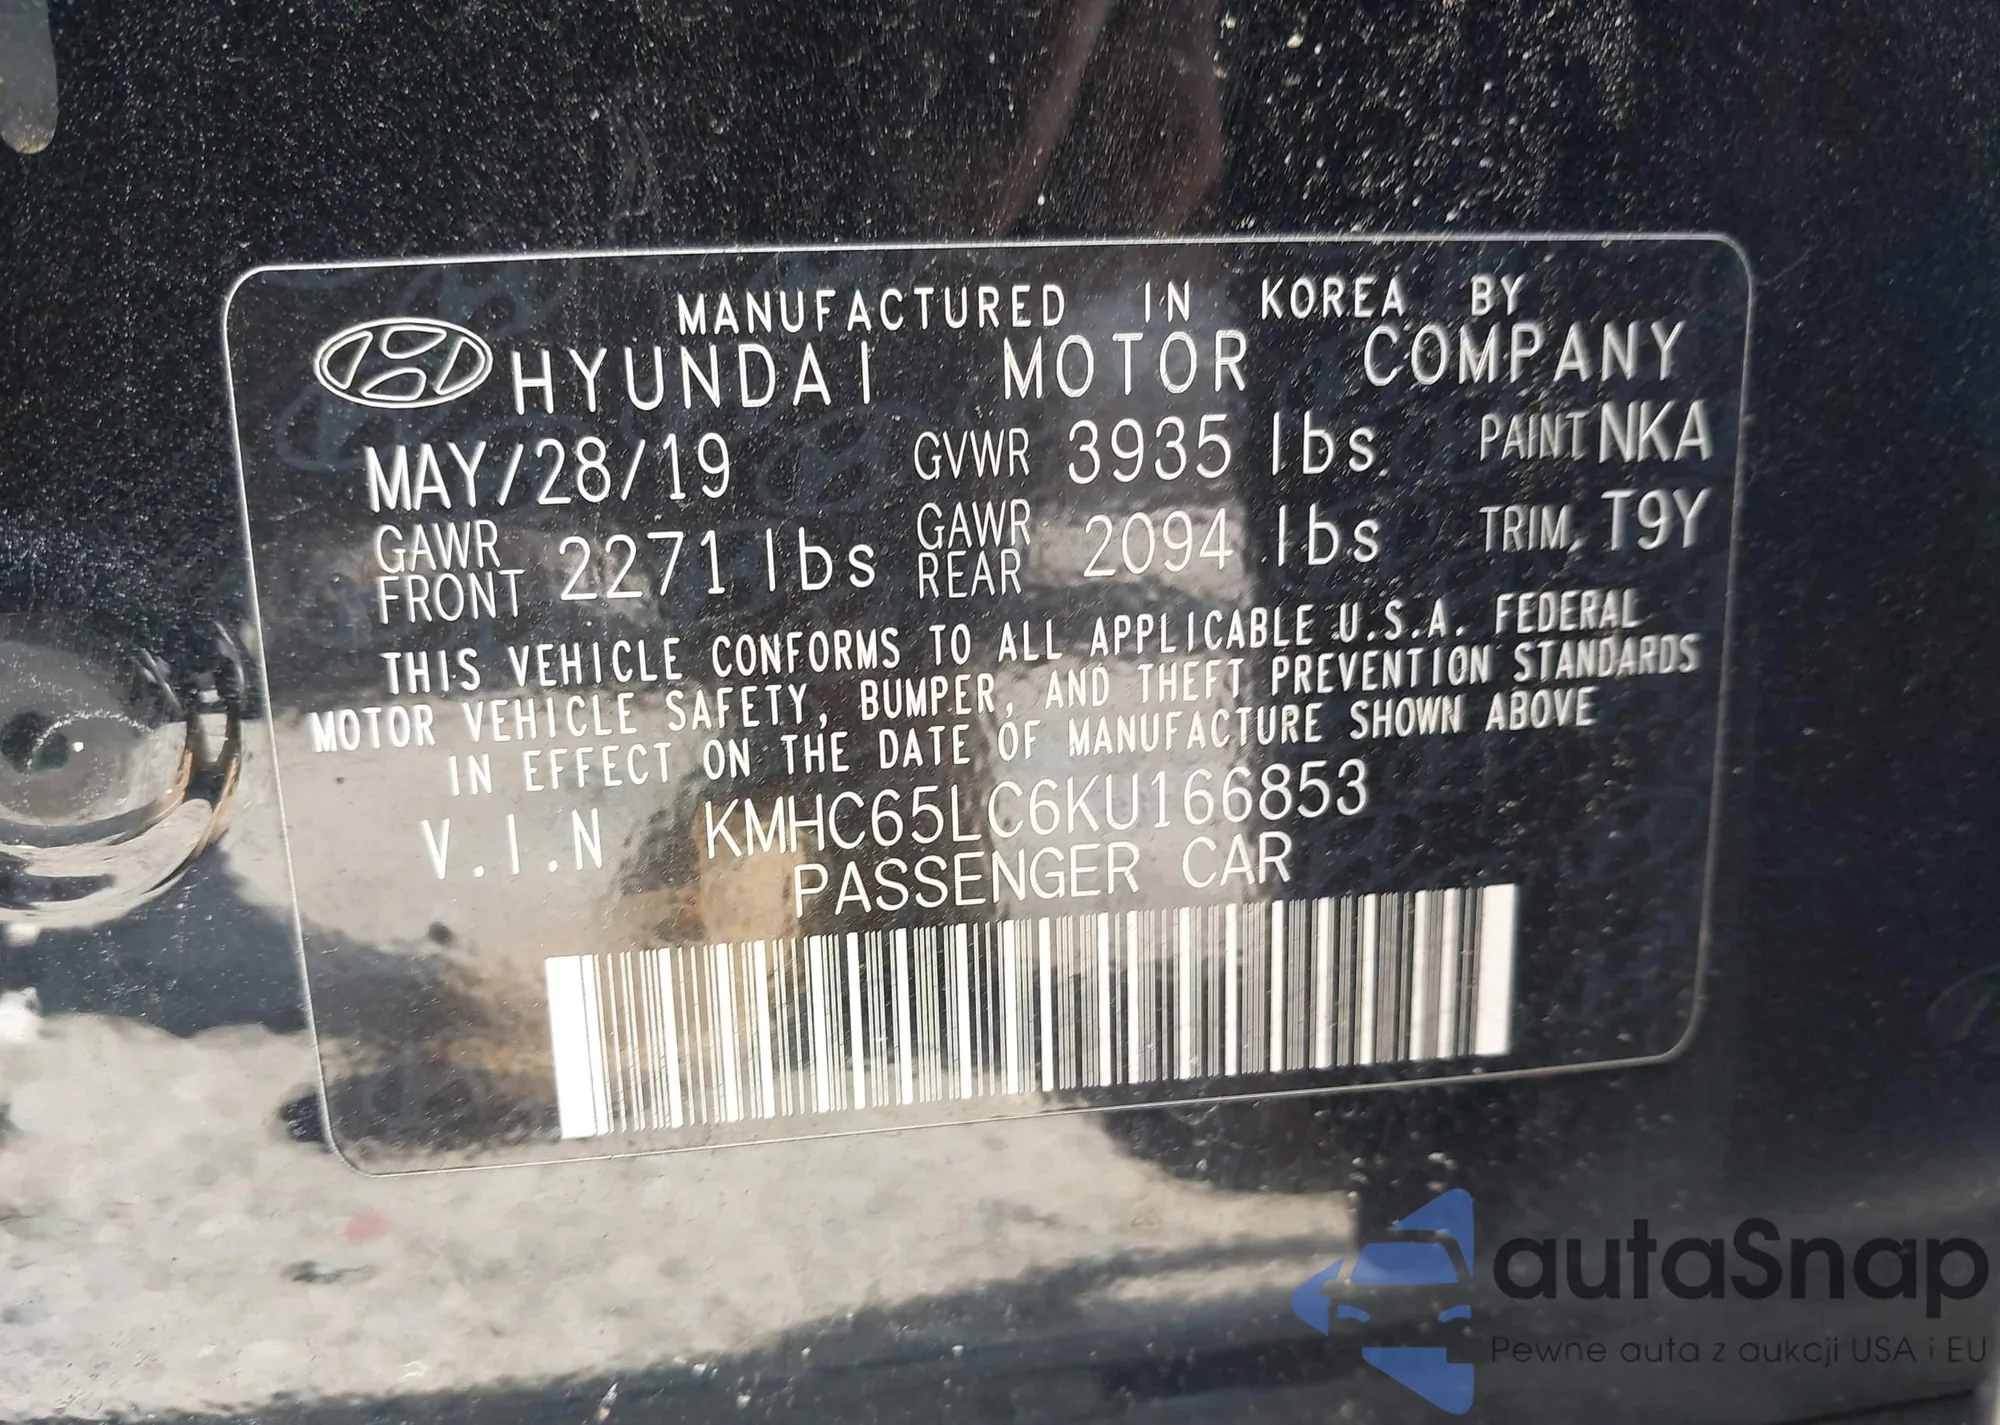 MANUFACTURED IN KOREA BY
HYUNDAI MOTOR COMPANY
MAY/28/19 GVWR 3935 lbs PAINT NKA
GAWR FRONT 2271 lbs GAWR REAR 2094 lbs TRIM T9Y
THIS VEHICLE CONFORMS TO ALL APPLICABLE U.S.A. FEDERAL
MOTOR VEHICLE SAFETY, BUMPER, AND THEFT PREVENTION STANDARDS
IN EFFECT ON THE DATE OF MANUFACTURE SHOWN ABOVE
V.I.N KMHC65LC6KU166853
PASSENGER CAR
autaSnap
Pewne auta z aukcji USA i EU